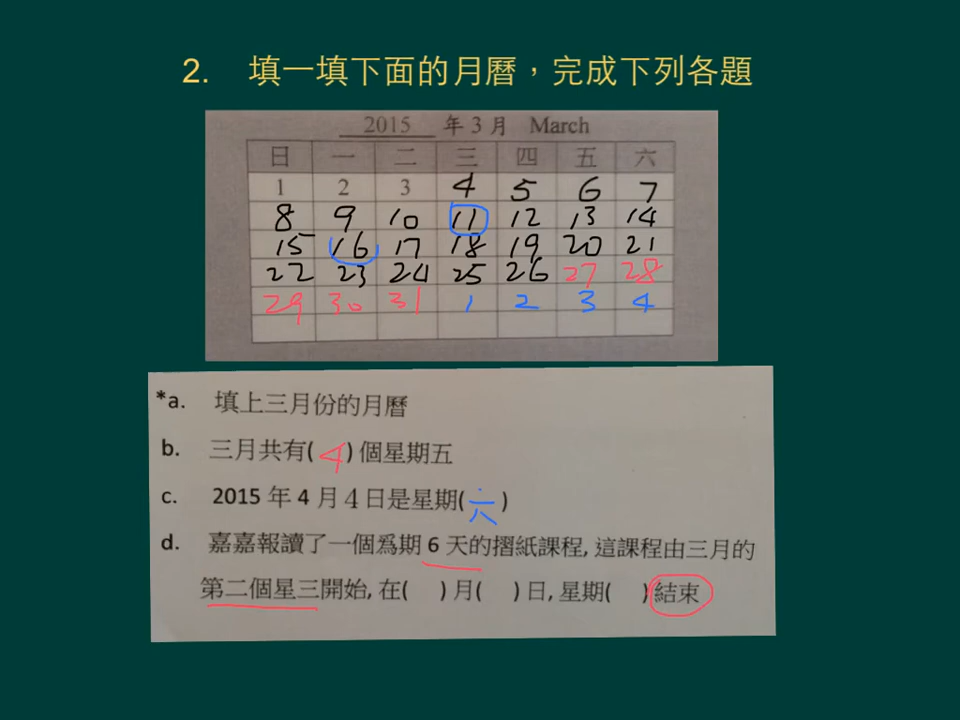 2. 填一填下面的月曆，完成下列各題
2015 年 3 月 March
日 一 二 三 四 五 六
1 2 3 4 5 6 7
8 9 10 11 12 13 14
15 16 17 18 19 20 21
22 23 24 25 26 27 28
29 30 31 1 2 3 4
*a. 填上三月份的月曆
b. 三月共有( 4 )個星期五
c. 2015 年 4 月 4 日是星期( 六 )
d. 嘉嘉報讀了一個爲期 6 天的摺紙課程, 這課程由三月的
第二個星三開始, 在( )月( )日, 星期( )結束